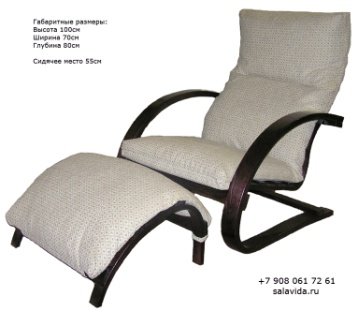 Габаритные размеры:
Высота 100см
Ширина 70см
Глубина 80см
Сидячее место 55см
+7 908 061 72 61
salavida.ru